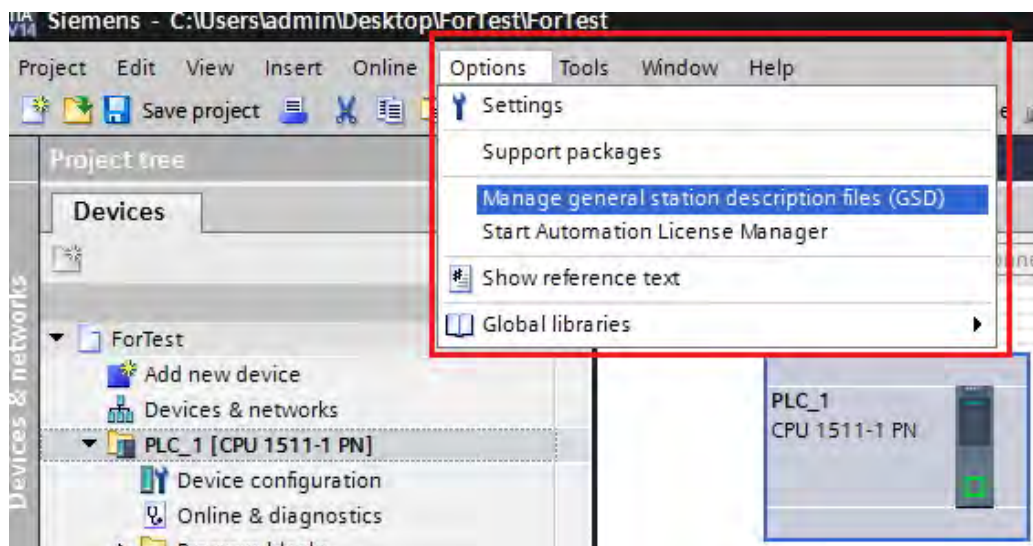 TIA V14 Siemens - C:\Users\admin\Desktop\ForTest\ForTest
Project Edit View Insert Online Options Tools Window Help
Save project
Settings
Support packages
Manage general station description files (GSD)
Start Automation License Manager
Show reference text
Global libraries
Project tree
Devices
Devices & networks
ForTest
Add new device
Devices & networks
PLC_1 [CPU 1511-1 PN]
Device configuration
Online & diagnostics
PLC_1
CPU 1511-1 PN